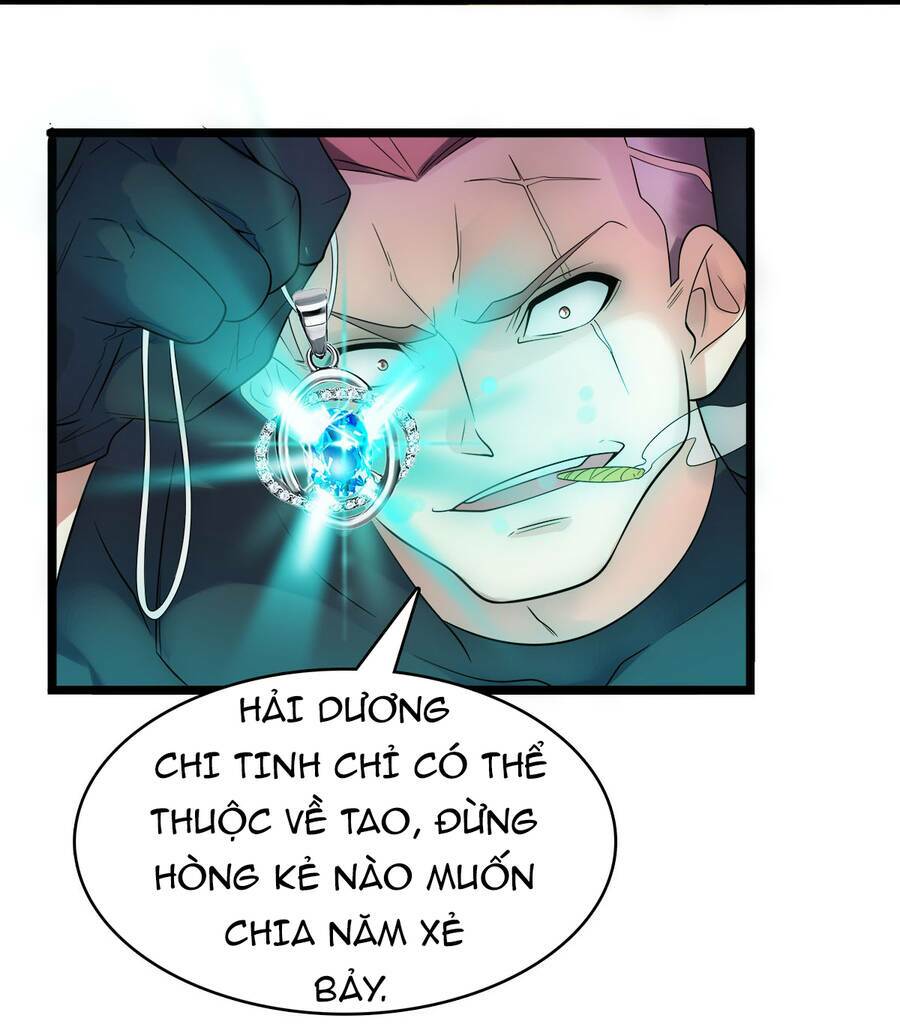 HẢI DƯƠNG
CHI TINH CHỈ CÓ THỂ
THUỘC VỀ TAO, ĐỪNG
HÒNG KẺ NÀO MUỐN
CHIA NĂM XẺ
BẢY.